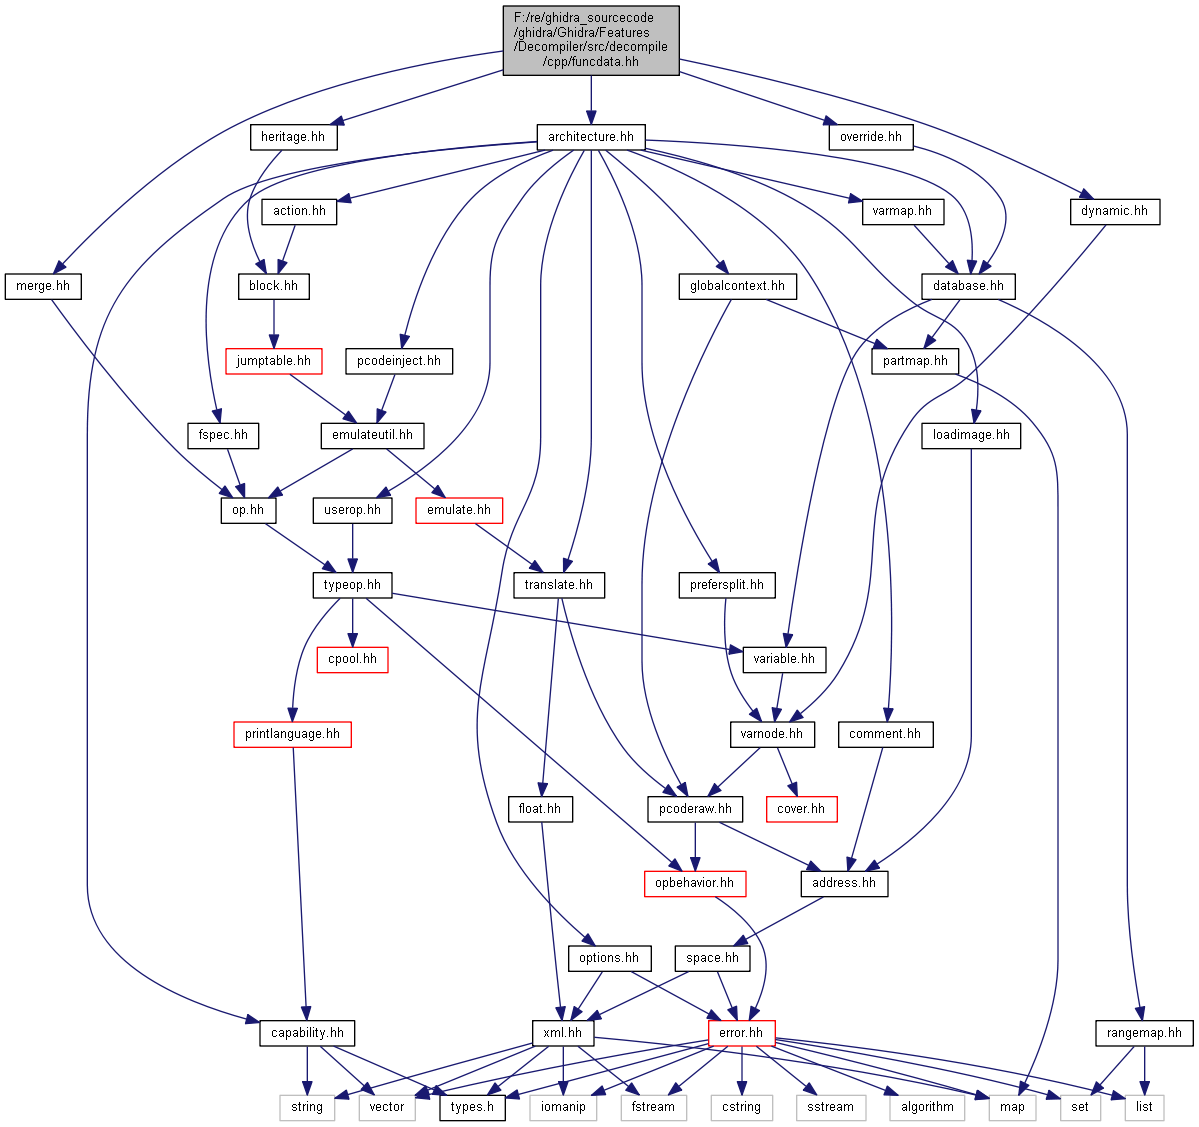 F:/re/ghidra_sourcecode
/ghidra/Ghidra/Features
/Decompiler/src/decompile
/cpp/funcdata.hh
heritage.hh
architecture.hh
override.hh
action.hh
varmap.hh
dynamic.hh
merge.hh
block.hh
globalcontext.hh
database.hh
jumptable.hh
pcodeinject.hh
partmap.hh
fspec.hh
emulateutil.hh
loadimage.hh
op.hh
userop.hh
emulate.hh
typeop.hh
translate.hh
prefersplit.hh
cpool.hh
variable.hh
printlanguage.hh
varnode.hh
comment.hh
float.hh
pcoderaw.hh
cover.hh
opbehavior.hh
address.hh
options.hh
space.hh
capability.hh
xml.hh
error.hh
rangemap.hh
string
vector
types.h
iomanip
fstream
cstring
sstream
algorithm
map
set
list